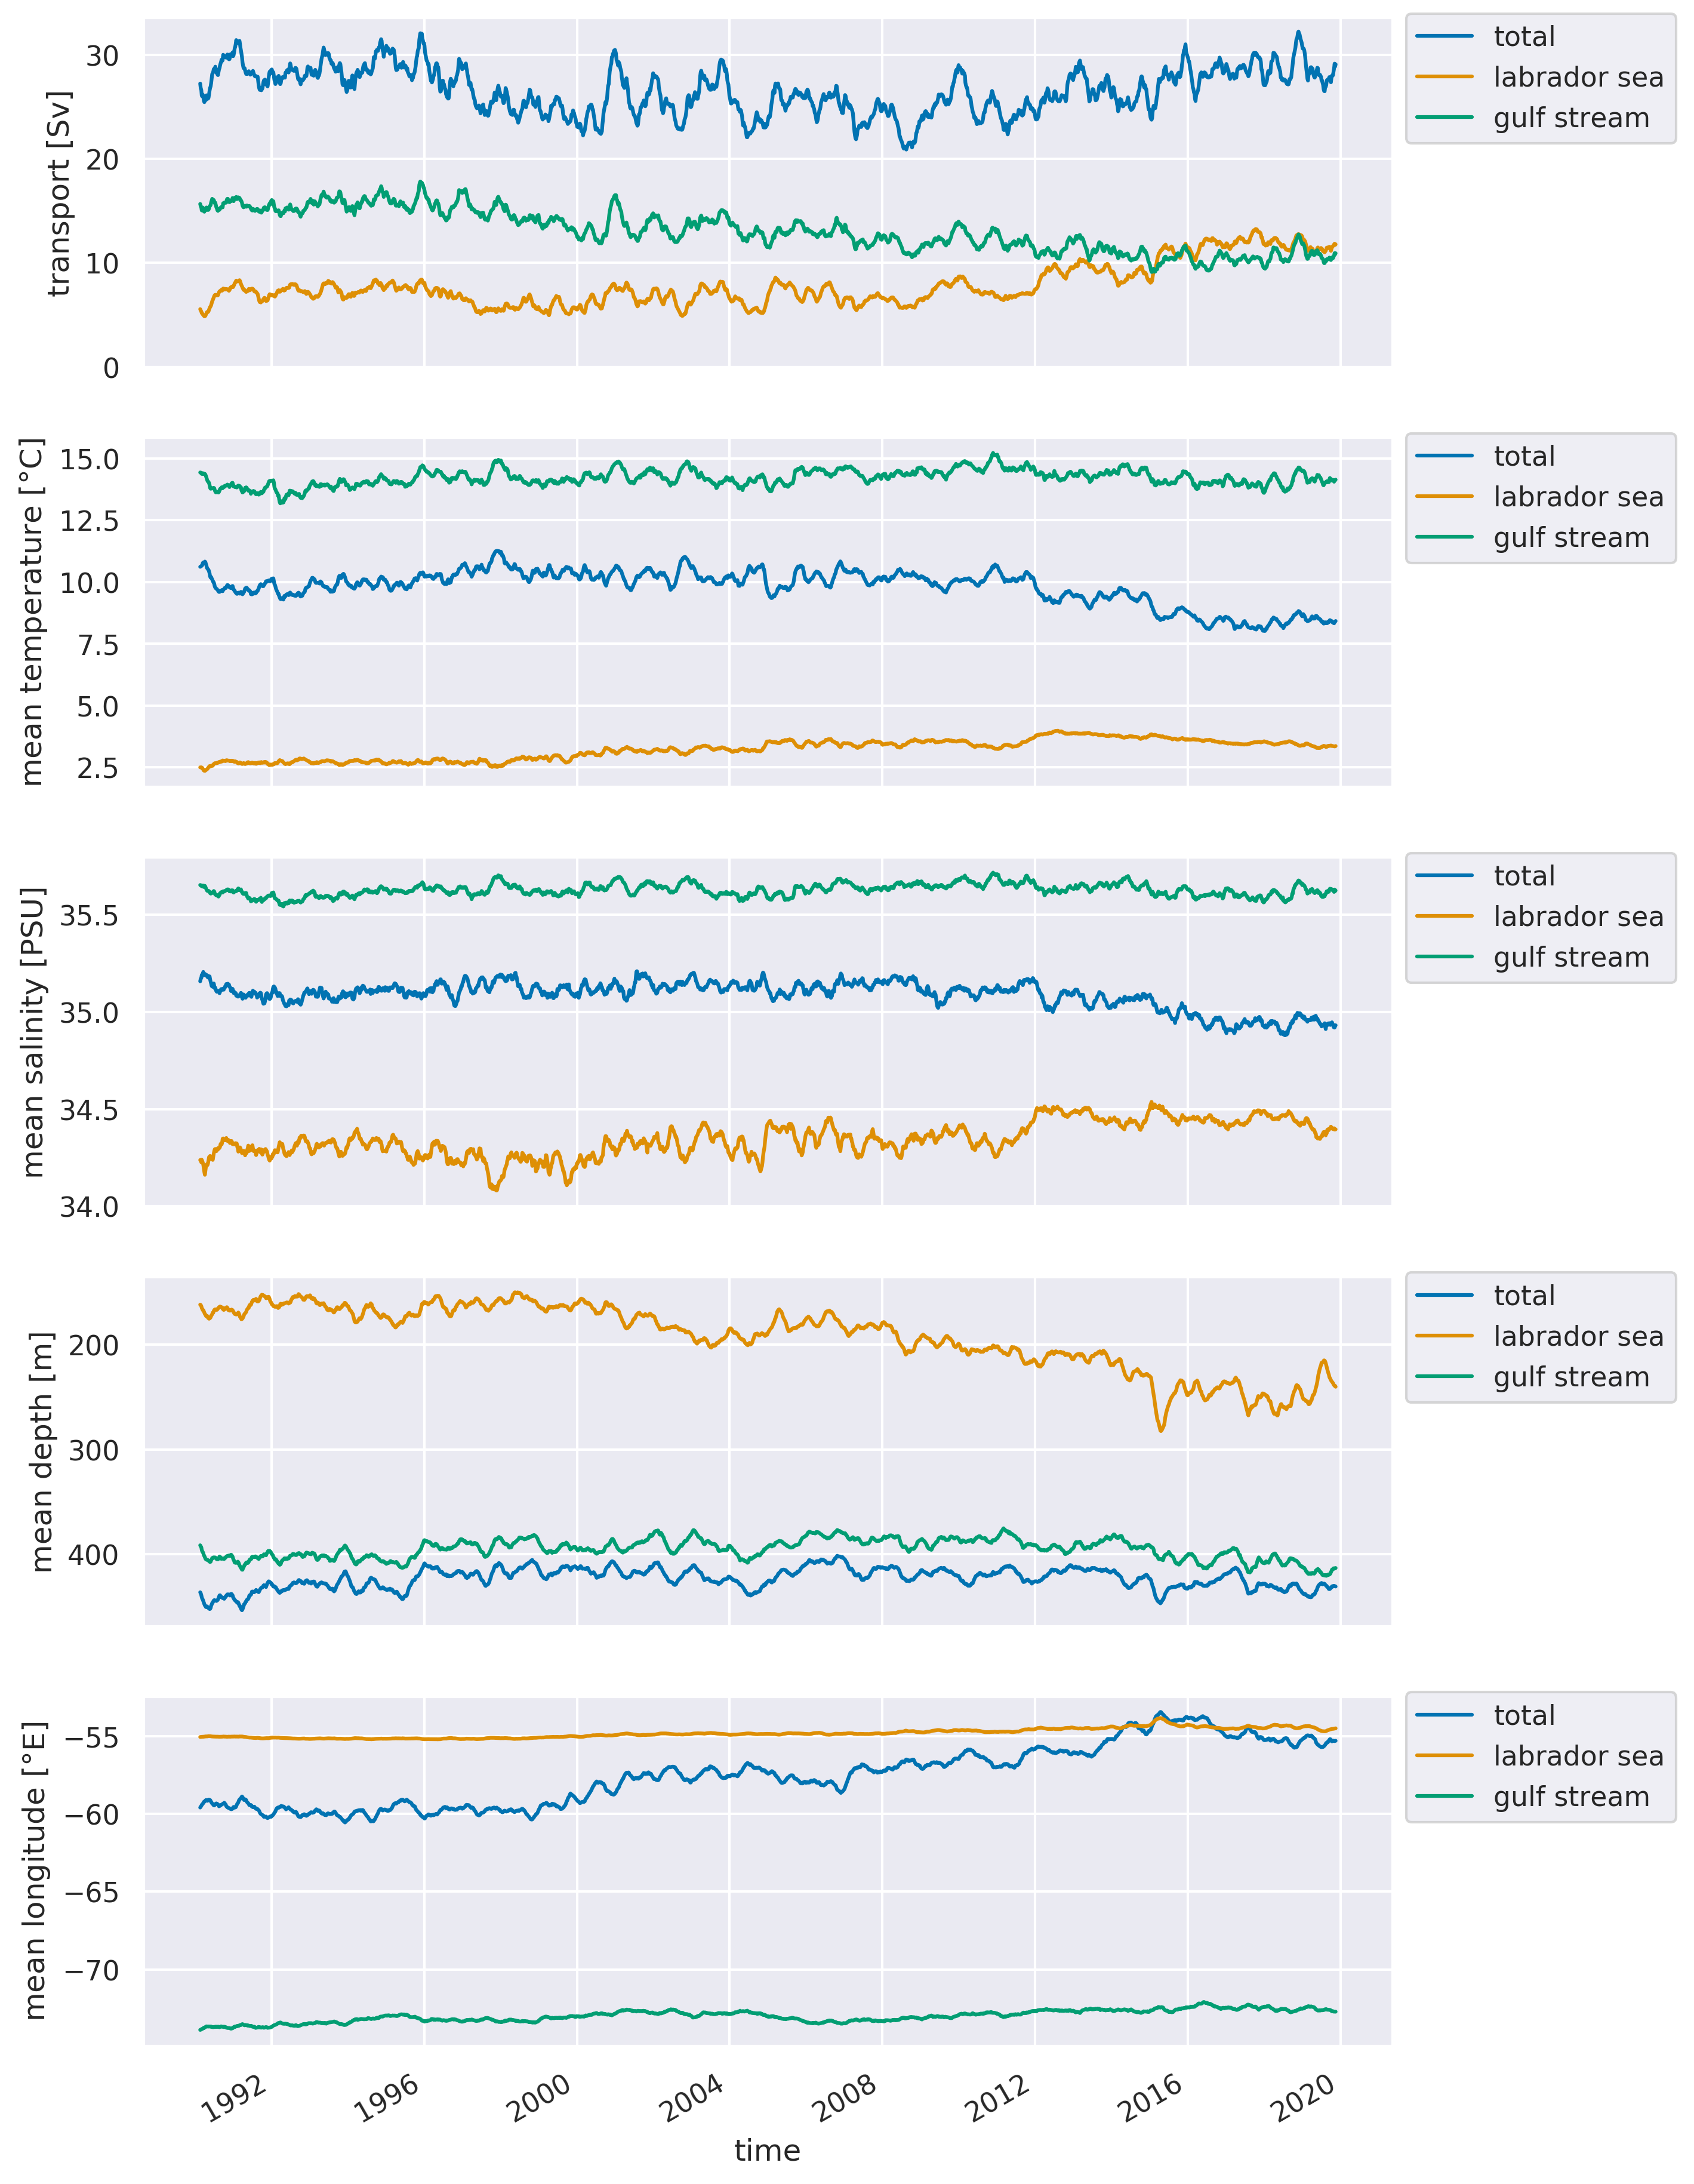 transport [Sv]
30
20
10
0
total
labrador sea
gulf stream
mean temperature [°C]
15.0
12.5
10.0
7.5
5.0
2.5
total
labrador sea
gulf stream
mean salinity [PSU]
35.5
35.0
34.5
34.0
total
labrador sea
gulf stream
mean depth [m]
200
300
400
total
labrador sea
gulf stream
mean longitude [°E]
−55
−60
−65
−70
total
labrador sea
gulf stream
1992 1996 2000 2004 2008 2012 2016 2020
time